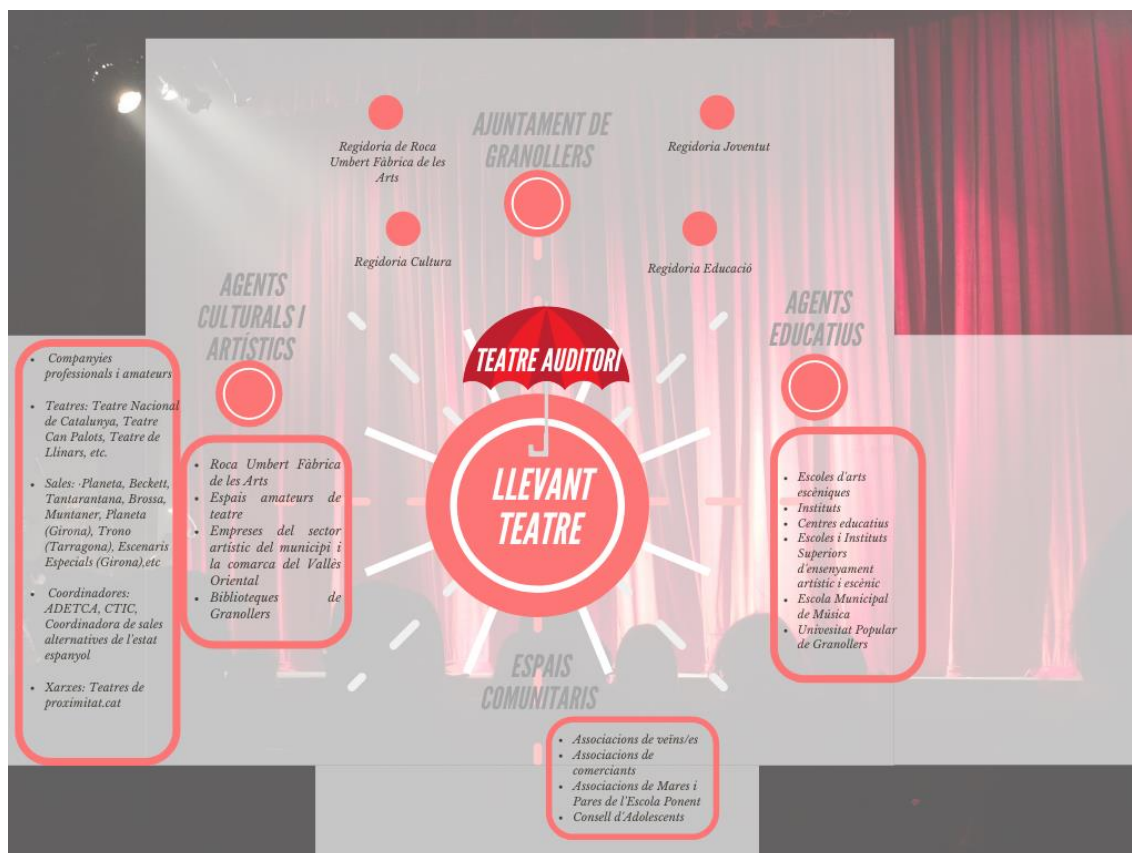 AJUNTAMENT DE
GRANOLLERS
Regidoria de Roca
Umbert Fàbrica de les
Arts
Regidoria Joventut
Regidoria Cultura
Regidoria Educació
AGENTS
CULTURALS I
ARTÍSTICS
• Companyies
professionals i amateurs
• Teatres: Teatre Nacional
de Catalunya, Teatre
Can Palots, Teatre de
Llinars, etc.
• Sales: ·Planeta, Beckett,
Tantarantana, Brossa,
Muntaner, Planeta
(Girona), Trono
(Tarragona), Escenaris
Especials (Girona),etc
• Coordinadores:
ADETCA, CTIC,
Coordinadora de sales
alternatives de l'estat
espanyol
• Xarxes: Teatres de
proximitat.cat
• Roca Umbert Fàbrica
de les Arts
• Espais amateurs de
teatre
• Empreses del sector
artístic del municipi i
la comarca del Vallès
Oriental
• Biblioteques de
Granollers
TEATRE AUDITORI
LLEVANT
TEATRE
AGENTS
EDUCATIUS
• Escoles d'arts
escèniques
• Instituts
• Centres educatius
• Escoles i Instituts
Superiors
d'ensenyament
artístic i escènic
• Escola Municipal
de Música
• Univesitat Popular
de Granollers
ESPAIS
COMUNITARIS
• Associacions de veïns/es
• Associacions de
comerciants
• Associacions de Mares i
Pares de l'Escola Ponent
• Consell d'Adolescents